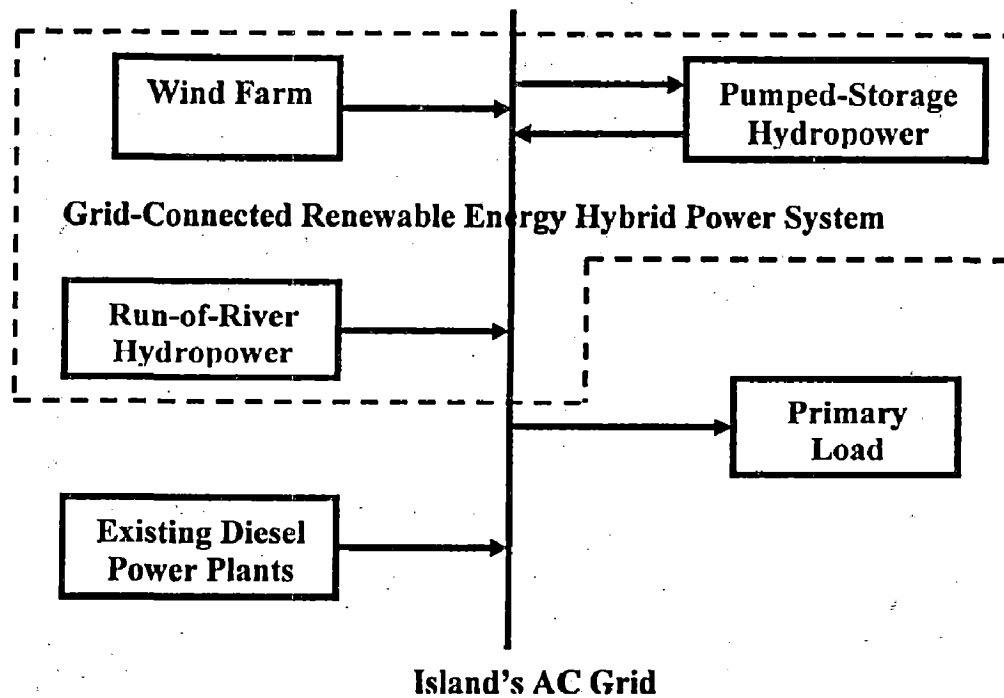 Wind Farm
Pumped-Storage
Hydropower
Grid-Connected Renewable Energy Hybrid Power System
Run-of-River
Hydropower
Primary
Load
Existing Diesel
Power Plants
Island's AC Grid